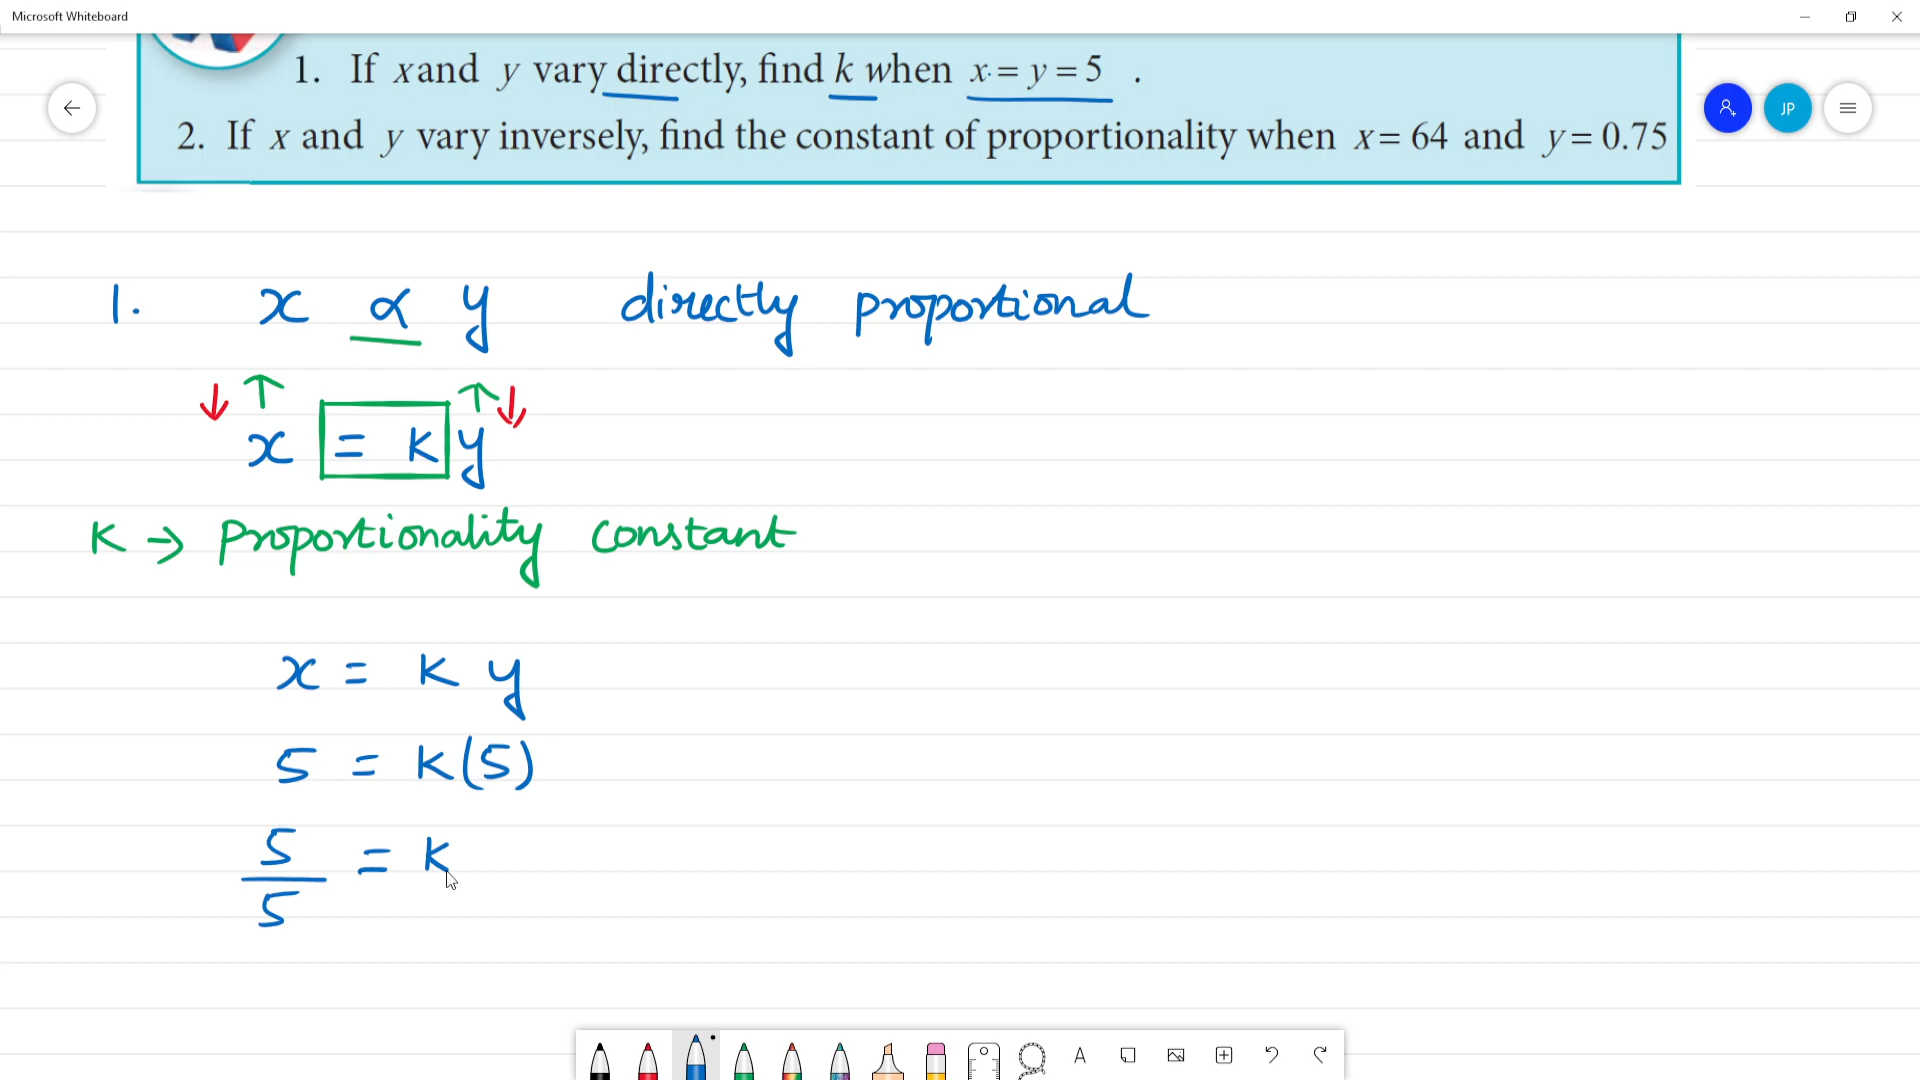 Microsoft Whiteboard
1. If x and y vary directly, find k when x = y = 5 .
2. If x and y vary inversely, find the constant of proportionality when x = 64 and y = 0.75
JP
1. x ∝ y directly proportional
↓ ↑ ↑ ↓
x = k y
K → Proportionality constant
x = k y
5 = k(5)
5/5 = k
A